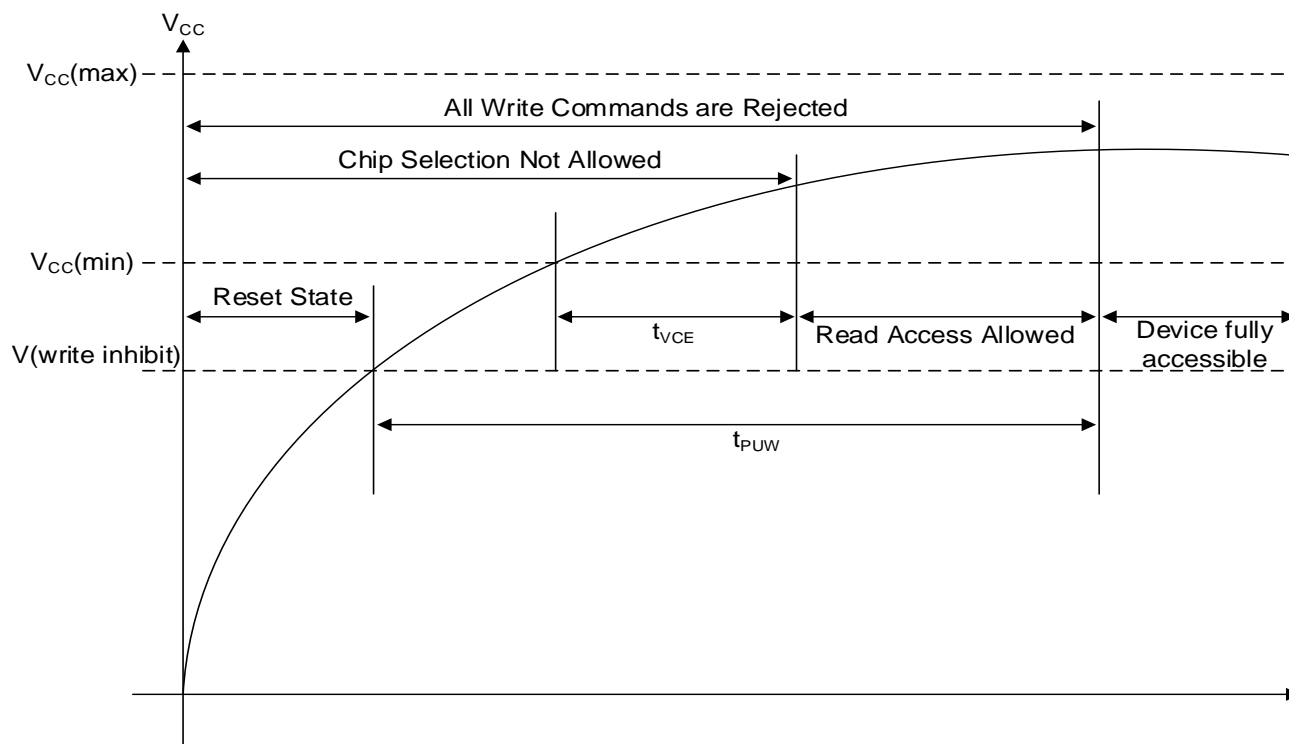 VCC
VCC(max)
All Write Commands are Rejected
Chip Selection Not Allowed
VCC(min)
Reset State
tVCE
Read Access Allowed
Device fully
accessible
V(write inhibit)
tPUW